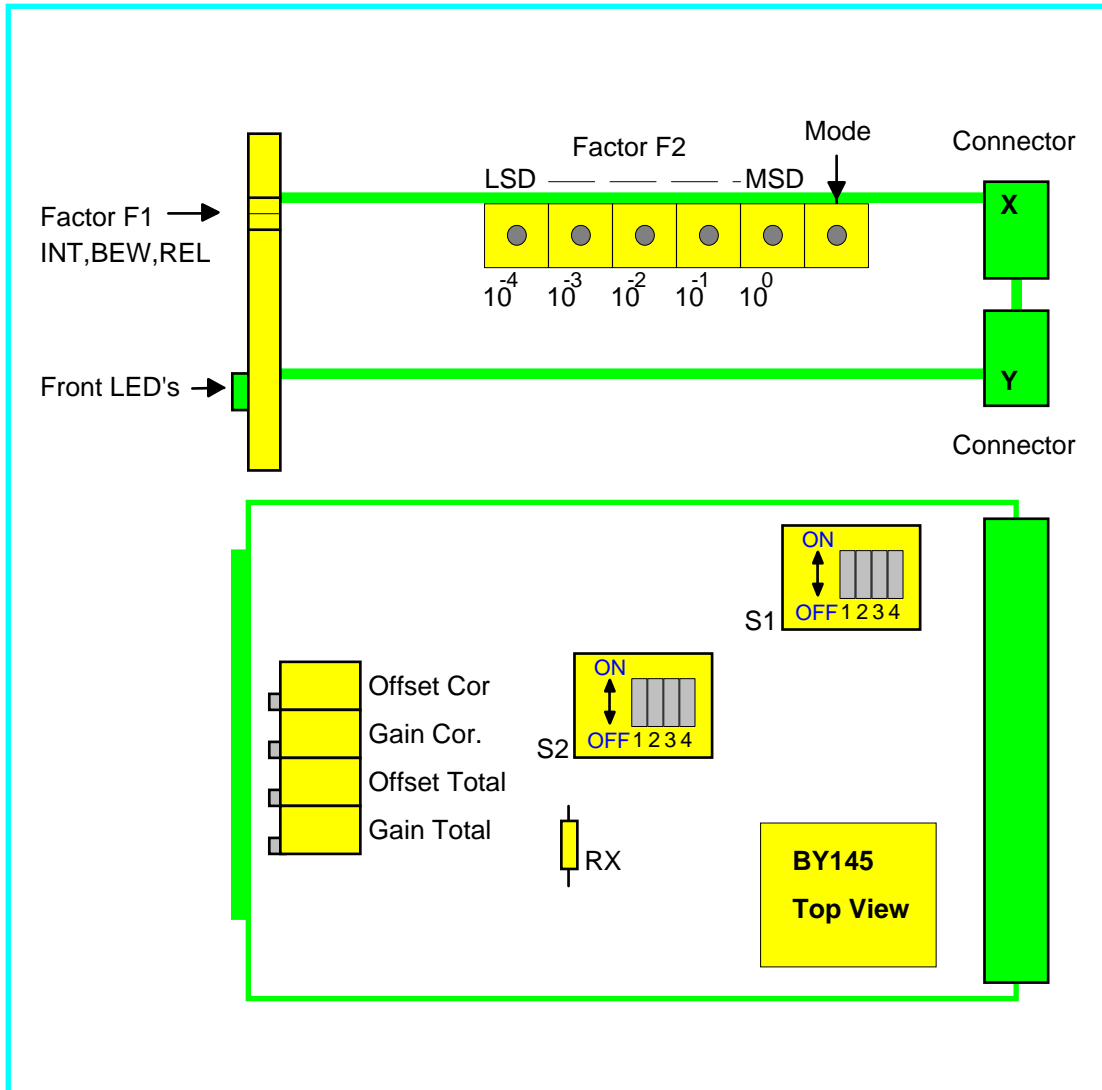 Mode
Factor F2
Connector
LSD
MSD
X
Factor F1
INT,BEW,REL
10-4 10-3 10-2 10-1 100
Front LED's
Y
Connector
ON
OFF 1 2 3 4
S1
ON
OFF 1 2 3 4
S2
Offset Cor
Gain Cor.
Offset Total
Gain Total
RX
BY145
Top View